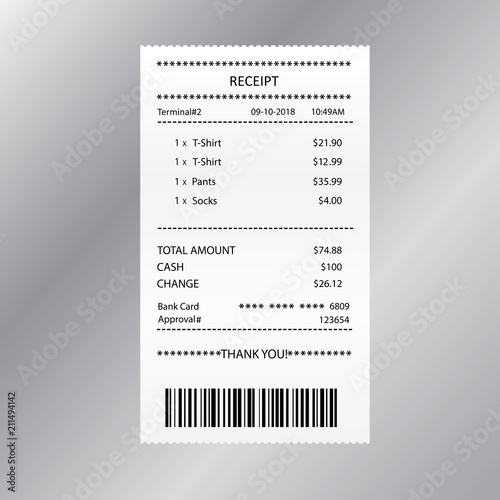 *************************
RECEIPT
*************************
Terminal#2 09-10-2018 10:49AM
1 x T-Shirt $21.90
1 x T-Shirt $12.99
1 x Pants $35.99
1 x Socks $4.00
TOTAL AMOUNT $74.88
CASH $100
CHANGE $26.12
Bank Card **** **** **** 6809
Approval# 123654
**********THANK YOU!**********
Adobe Stock | #211494142